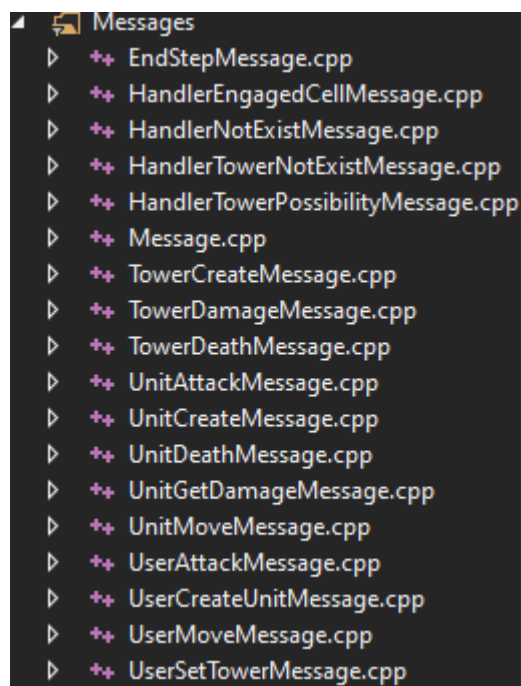 Messages
EndStepMessage.cpp
HandlerEngagedCellMessage.cpp
HandlerNotExistMessage.cpp
HandlerTowerNotExistMessage.cpp
HandlerTowerPossibilityMessage.cpp
Message.cpp
TowerCreateMessage.cpp
TowerDamageMessage.cpp
TowerDeathMessage.cpp
UnitAttackMessage.cpp
UnitCreateMessage.cpp
UnitDeathMessage.cpp
UnitGetDamageMessage.cpp
UnitMoveMessage.cpp
UserAttackMessage.cpp
UserCreateUnitMessage.cpp
UserMoveMessage.cpp
UserSetTowerMessage.cpp